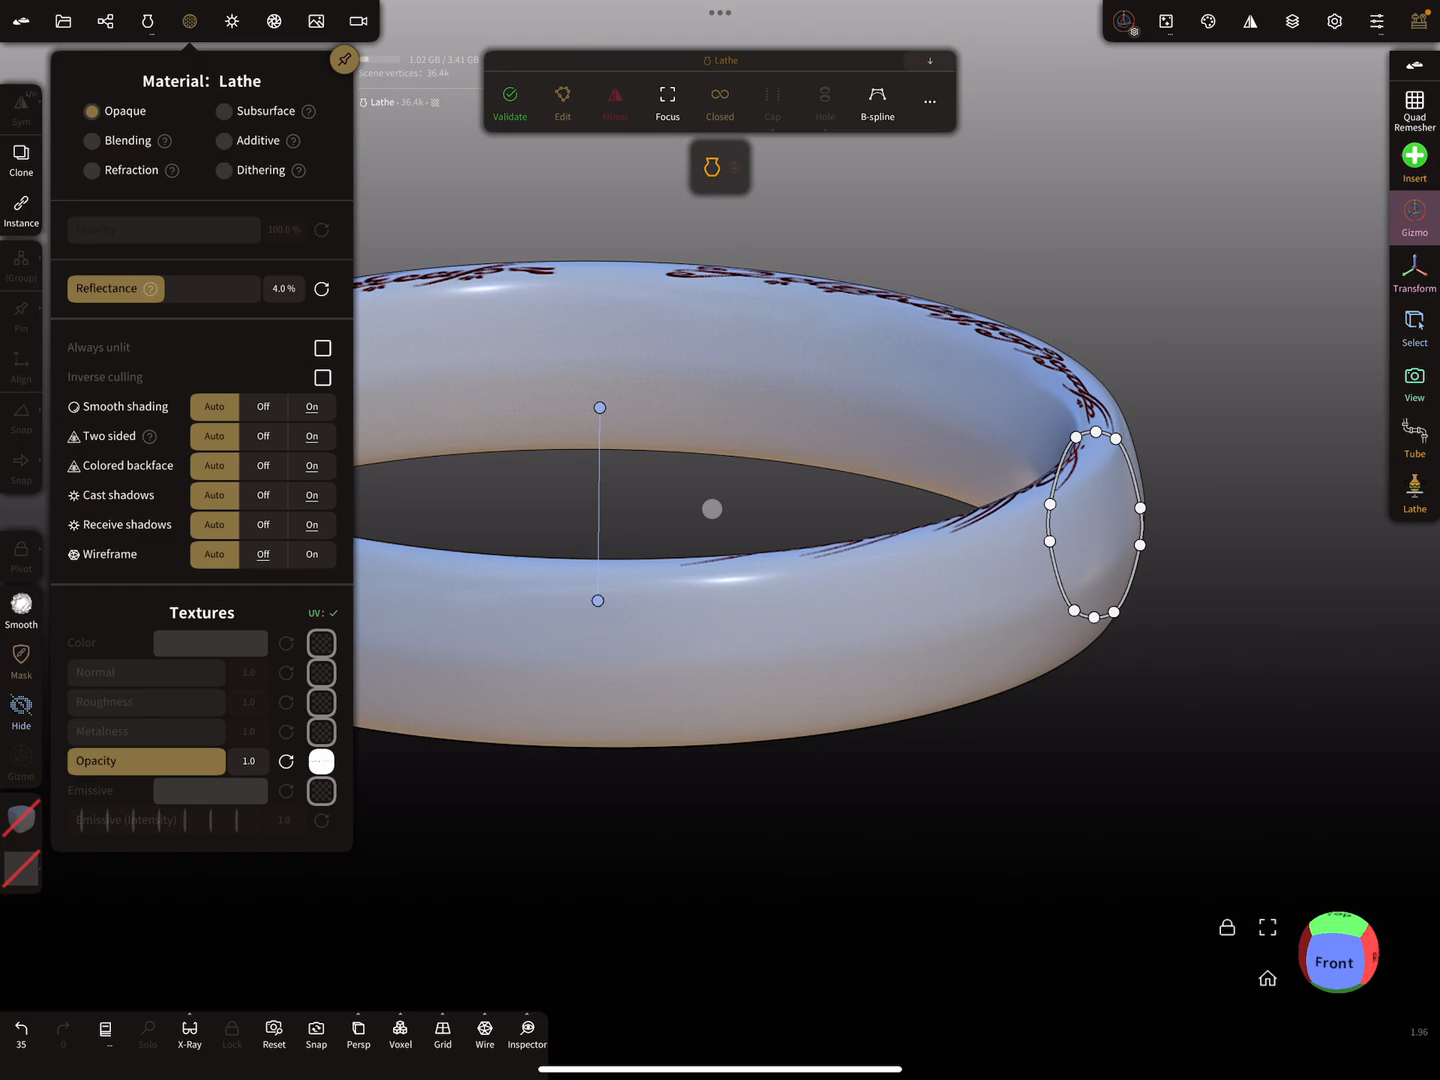 1.02 GB / 3.41 GB
Scene vertices: 36.4k
Lathe · 36.4k ·
Lathe
Validate
Edit
Mirror
Focus
Closed
Cap
Hole
B-spline
...
Sym
Clone
Instance
(Group)
Pin
Align
Snap
Snap
Pivot
Smooth
Mask
Hide
Gizmo
Material: Lathe
Opaque
Subsurface ?
Blending ?
Additive ?
Refraction ?
Dithering ?
Opacity 100.0 %
Reflectance ? 4.0 %
Always unlit
Inverse culling
Smooth shading Auto Off On
Two sided ? Auto Off On
Colored backface Auto Off On
Cast shadows Auto Off On
Receive shadows Auto Off On
Wireframe Auto Off On
Textures UV: ✓
Color
Normal 1.0
Roughness 1.0
Metalness 1.0
Opacity 1.0
Emissive
Emissive (Intensity) 1.0
Quad
Remesher
Insert
Gizmo
Transform
Select
View
Tube
Lathe
Top
Front
35
0
...
Solo
X-Ray
Lock
Reset
Snap
Persp
Voxel
Grid
Wire
Inspector
1.96